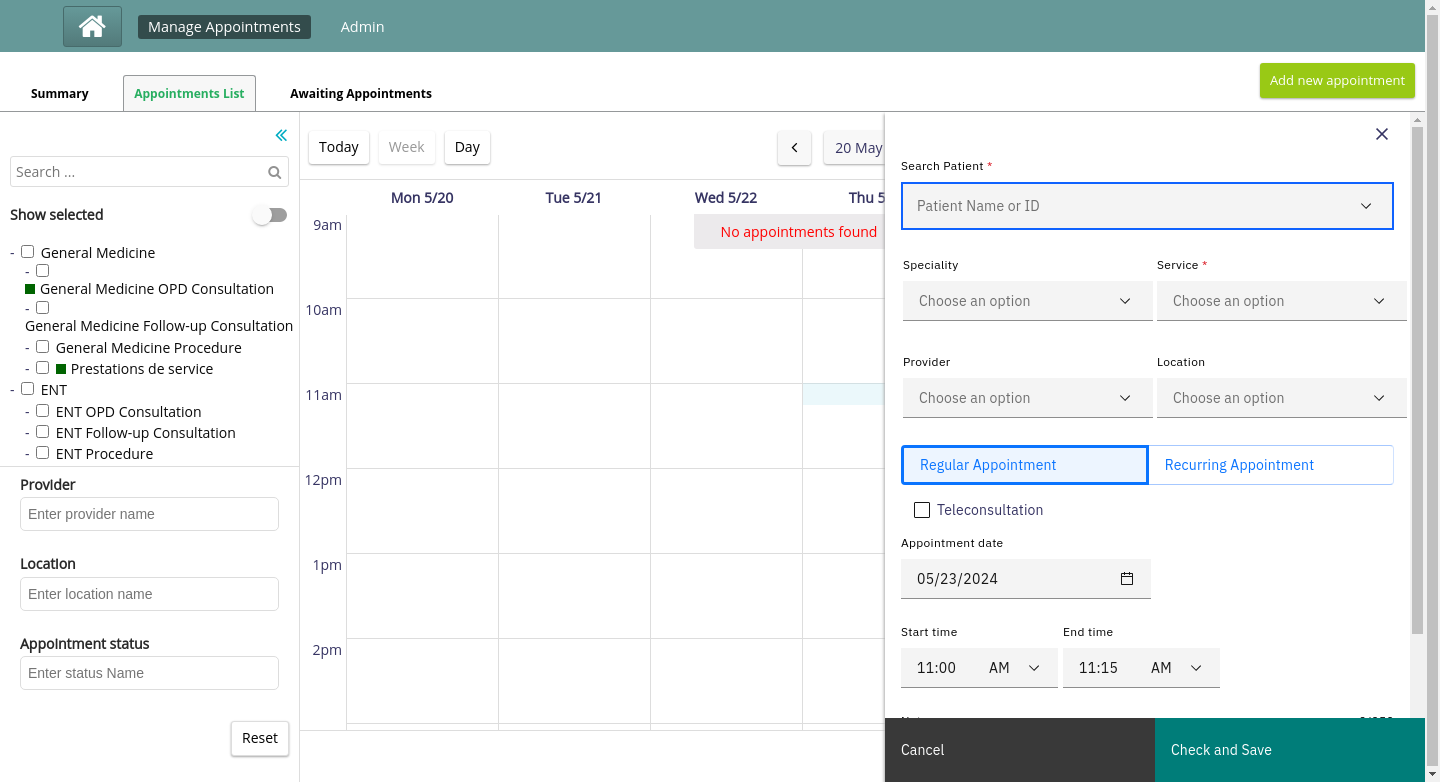 Manage Appointments
Admin
Summary
Appointments List
Awaiting Appointments
Add new appointment
Search ...
Show selected
- General Medicine
-
General Medicine OPD Consultation
-
General Medicine Follow-up Consultation
- General Medicine Procedure
- Prestations de service
- ENT
- ENT OPD Consultation
- ENT Follow-up Consultation
- ENT Procedure
Provider
Enter provider name
Location
Enter location name
Appointment status
Enter status Name
Reset
Today
Week
Day
20 May
Mon 5/20
Tue 5/21
Wed 5/22
Thu 5
9am
No appointments found
10am
11am
12pm
1pm
2pm
Search Patient *
Patient Name or ID
Speciality
Service *
Choose an option
Choose an option
Provider
Location
Choose an option
Choose an option
Regular Appointment
Recurring Appointment
Teleconsultation
Appointment date
05/23/2024
Start time
End time
11:00 AM
11:15 AM
Cancel
Check and Save